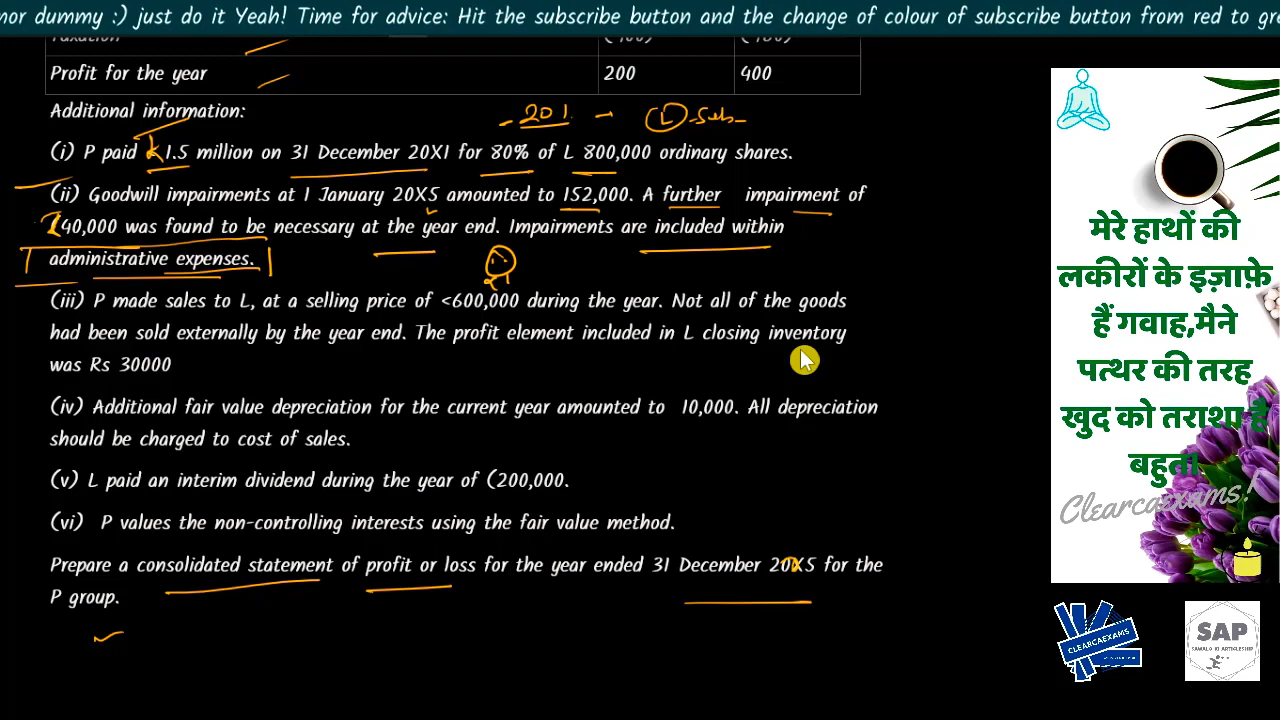 nor dummy :) just do it Yeah! Time for advice: Hit the subscribe button and the change of colour of subscribe button from red to gr
Taxation
Profit for the year 200 400
Additional information:
20% → L Sub
(i) P paid 1.5 million on 31 December 20X1 for 80% of L 800,000 ordinary shares.
(ii) Goodwill impairments at 1 January 20X5 amounted to 152,000. A further impairment of
40,000 was found to be necessary at the year end. Impairments are included within
administrative expenses.
(iii) P made sales to L, at a selling price of <600,000 during the year. Not all of the goods
had been sold externally by the year end. The profit element included in L closing inventory
was Rs 30000
(iv) Additional fair value depreciation for the current year amounted to 10,000. All depreciation
should be charged to cost of sales.
(v) L paid an interim dividend during the year of (200,000.
(vi) P values the non-controlling interests using the fair value method.
Prepare a consolidated statement of profit or loss for the year ended 31 December 20X5 for the
P group.
मेरे हाथों की
लकीरों के इज़ाफ़े
हैं गवाह,मैने
पत्थर की तरह
खुद को तराशा है
बहुत।
Clearcaexams!
CLEARCAEXAMS
SAP
SAWALO KI ARTICLESHIP